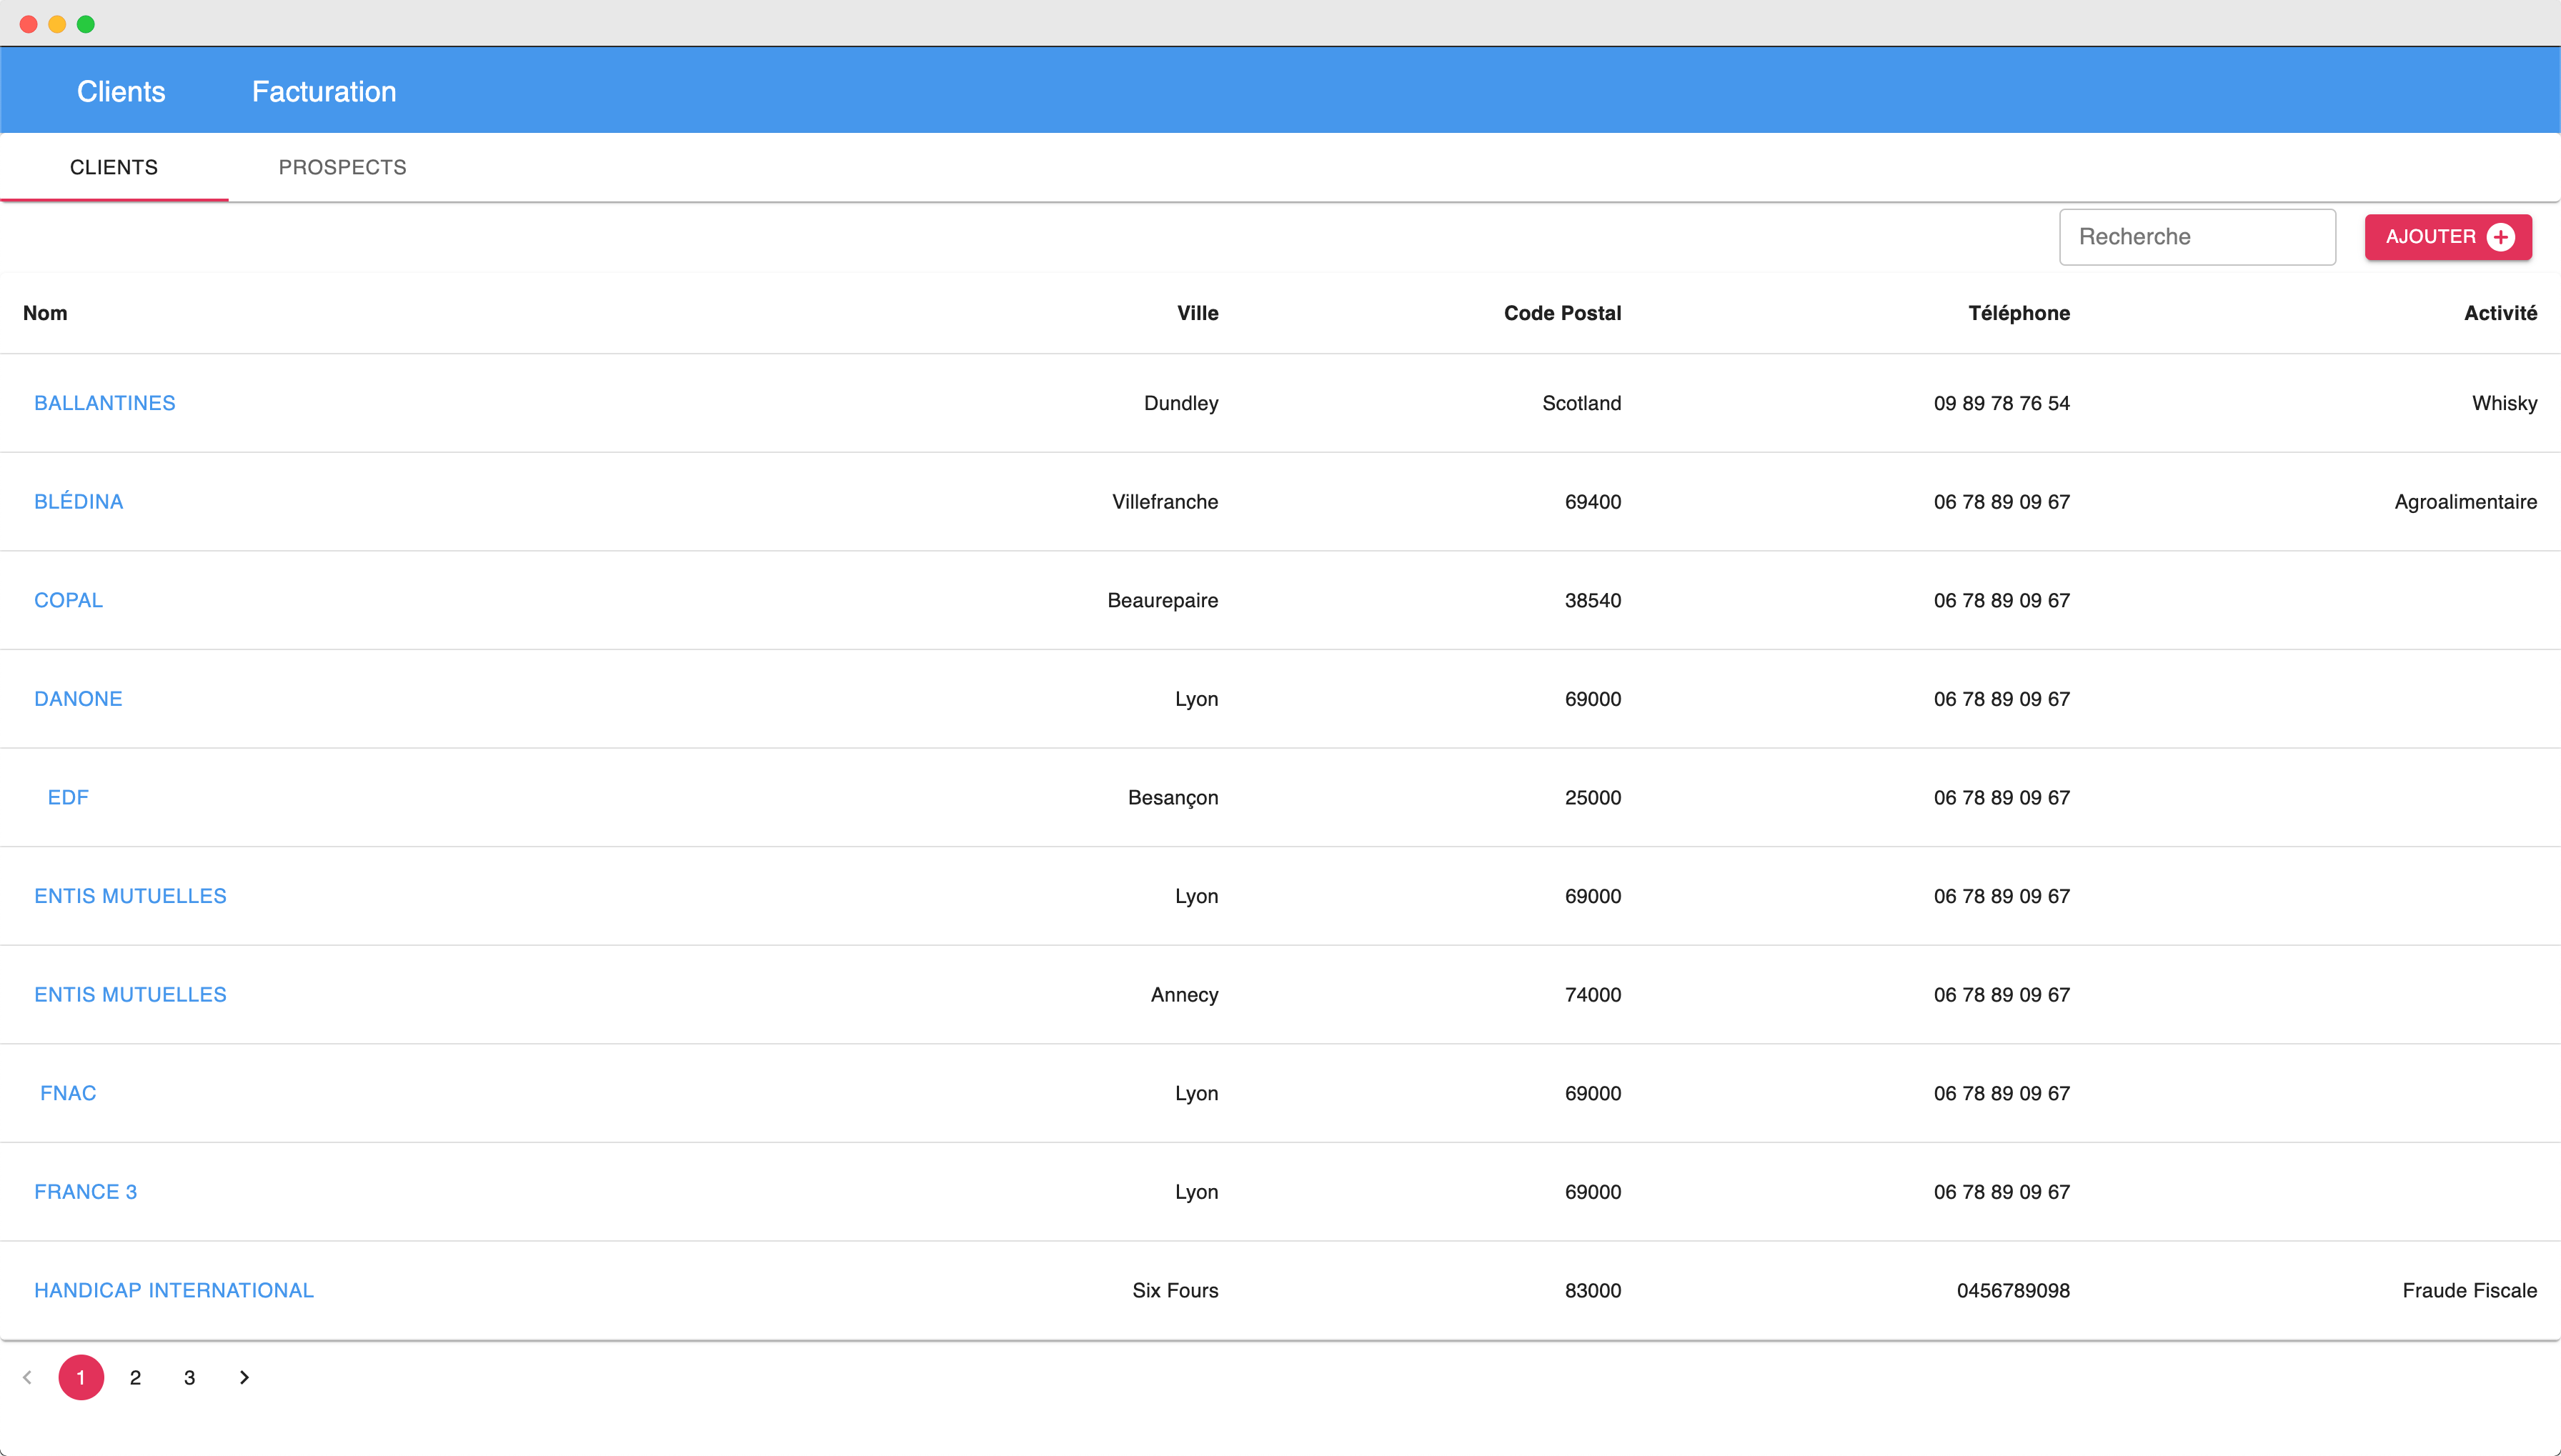 Clients Facturation
CLIENTS PROSPECTS
Recherche AJOUTER
Nom Ville Code Postal Téléphone Activité
BALLANTINES Dundley Scotland 09 89 78 76 54 Whisky
BLÉDINA Villefranche 69400 06 78 89 09 67 Agroalimentaire
COPAL Beaurepaire 38540 06 78 89 09 67
DANONE Lyon 69000 06 78 89 09 67
EDF Besançon 25000 06 78 89 09 67
ENTIS MUTUELLES Lyon 69000 06 78 89 09 67
ENTIS MUTUELLES Annecy 74000 06 78 89 09 67
FNAC Lyon 69000 06 78 89 09 67
FRANCE 3 Lyon 69000 06 78 89 09 67
HANDICAP INTERNATIONAL Six Fours 83000 0456789098 Fraude Fiscale
1 2 3